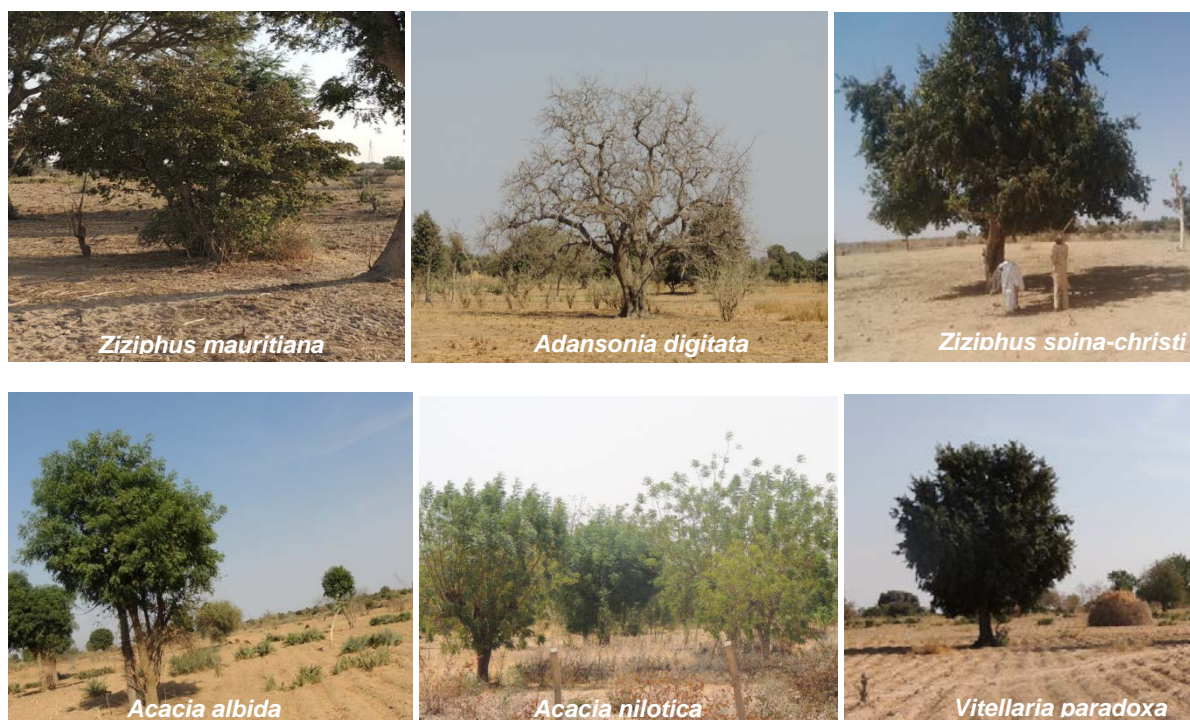 Ziziphus mauritiana
Adansonia digitata
Ziziphus spina-christi
Acacia albida
Acacia nilotica
Vitellaria paradoxa